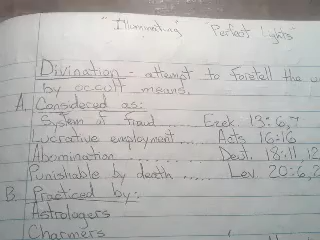 "Illuminating" "Perfect Lights"
Divination - attempt to foretell the
by occult means.
A. Considered as:
System of fraud Ezek 13:6,7
Lucrative employment.... Acts 16:16
Abomination............ Deut. 18:11,12
Punishable by death .... Lev 20:6,2
B. Practiced by:
Astrologers
Charmers